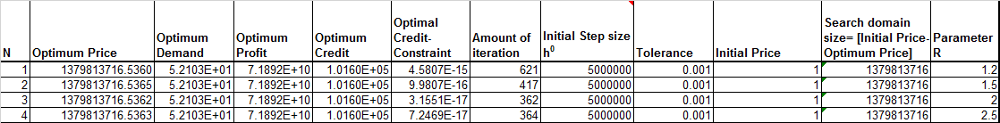 N	Optimum Price	Optimum Demand	Optimum Profit	Optimum Credit	Optimal Credit-Constraint	Amount of iteration	Initial Step size h⁰	Tolerance	Initial Price	Search domain size= [Initial Price-Optimum Price]	Parameter R
1	1379813716.5360	5.2103E+01	7.1892E+10	1.0160E+05	4.5807E-15	621	5000000	0.001	1	1379813716	1.2
2	1379813716.5365	5.2103E+01	7.1892E+10	1.0160E+05	9.9807E-16	417	5000000	0.001	1	1379813716	1.5
3	1379813716.5362	5.2103E+01	7.1892E+10	1.0160E+05	3.1551E-17	362	5000000	0.001	1	1379813716	2
4	1379813716.5363	5.2103E+01	7.1892E+10	1.0160E+05	7.2469E-17	364	5000000	0.001	1	1379813716	2.5